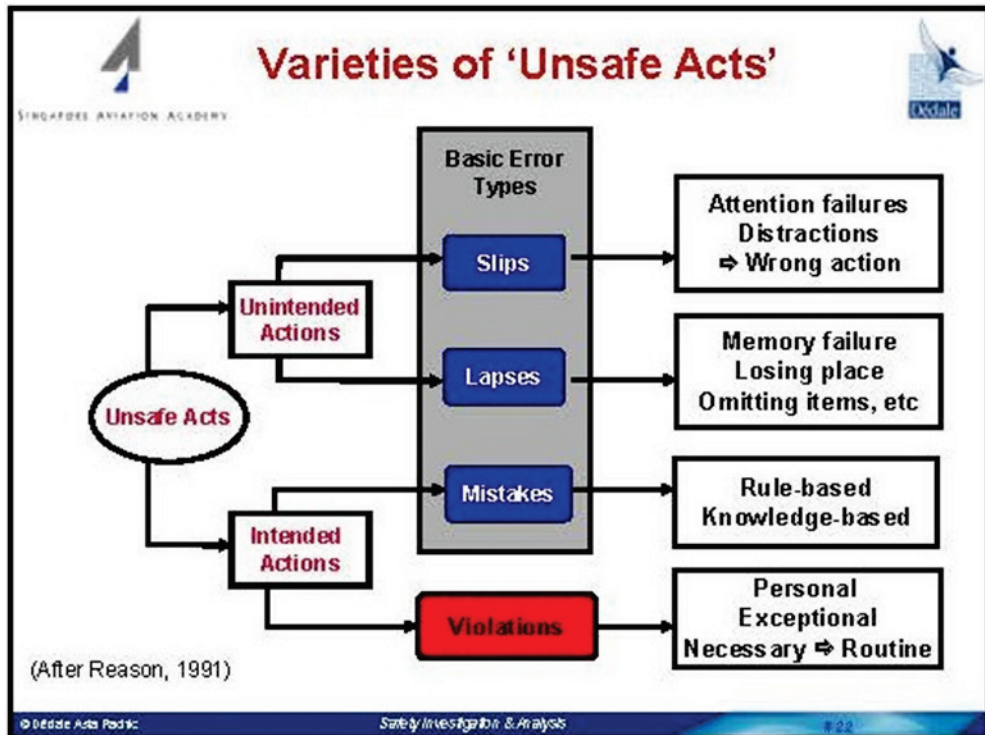 Varieties of 'Unsafe Acts'
SINGAPORE AVIATION ACADEMY
Dédale
Basic Error
Types
Slips
Attention failures
Distractions
⇨ Wrong action
Unintended
Actions
Lapses
Memory failure
Losing place
Omitting items, etc
Unsafe Acts
Mistakes
Rule-based
Knowledge-based
Intended
Actions
Violations
Personal
Exceptional
Necessary ⇨ Routine
(After Reason, 1991)
© Dédale Asia Pacific
Safety Investigation & Analysis
# 22